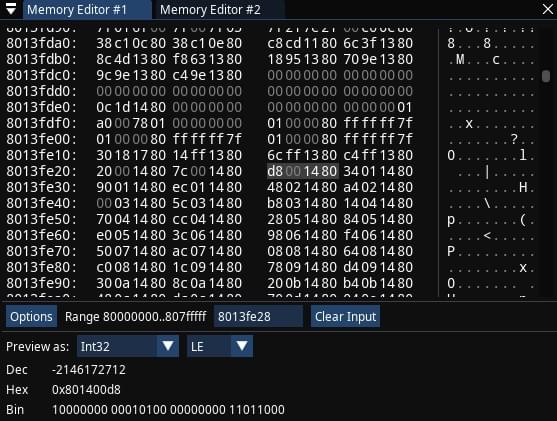 Memory Editor #1 Memory Editor #2
8013fda0: 38 c1 0c 80 38 c1 0e 80 c8 cd 11 80 6c 3f 13 80 8...8...
8013fdb0: 8c 4d 13 80 f8 63 13 80 18 95 13 80 70 9e 13 80 .M...c....
8013fdc0: 9c 9e 13 80 c4 9e 13 80 00 00 00 00 00 00 00 00 ..........
8013fdd0: 00 00 00 00 00 00 00 00 00 00 00 00 00 00 00 00 ..........
8013fde0: 0c 1d 14 80 00 00 00 00 00 00 00 00 00 00 00 01 ..........
8013fdf0: a0 00 78 01 00 00 00 00 01 00 00 80 ff ff ff 7f ..x.......
8013fe00: 01 00 00 80 ff ff ff 7f 01 00 00 80 ff ff ff 7f .......?..
8013fe10: 30 18 17 80 14 ff 13 80 6c ff 13 80 c4 ff 13 80 0.......l.
8013fe20: 20 00 14 80 7c 00 14 80 d8 00 14 80 34 01 14 80 ....|.....
8013fe30: 90 01 14 80 ec 01 14 80 48 02 14 80 a4 02 14 80 ........H.
8013fe40: 00 03 14 80 5c 03 14 80 b8 03 14 80 14 04 14 80 ....\.....
8013fe50: 70 04 14 80 cc 04 14 80 28 05 14 80 84 05 14 80 p.......(.
8013fe60: e0 05 14 80 3c 06 14 80 98 06 14 80 f4 06 14 80 ....<.....
8013fe70: 50 07 14 80 ac 07 14 80 08 08 14 80 64 08 14 80 P.........
8013fe80: c0 08 14 80 1c 09 14 80 78 09 14 80 d4 09 14 80 ........x.
8013fe90: 30 0a 14 80 8c 0a 14 80 20 0b 14 80 b4 0b 14 80 0.........
Options Range 80000000..807fffff 8013fe28 Clear Input
Preview as: Int32 LE
Dec -2146172712
Hex 0x801400d8
Bin 10000000 00010100 00000000 11011000